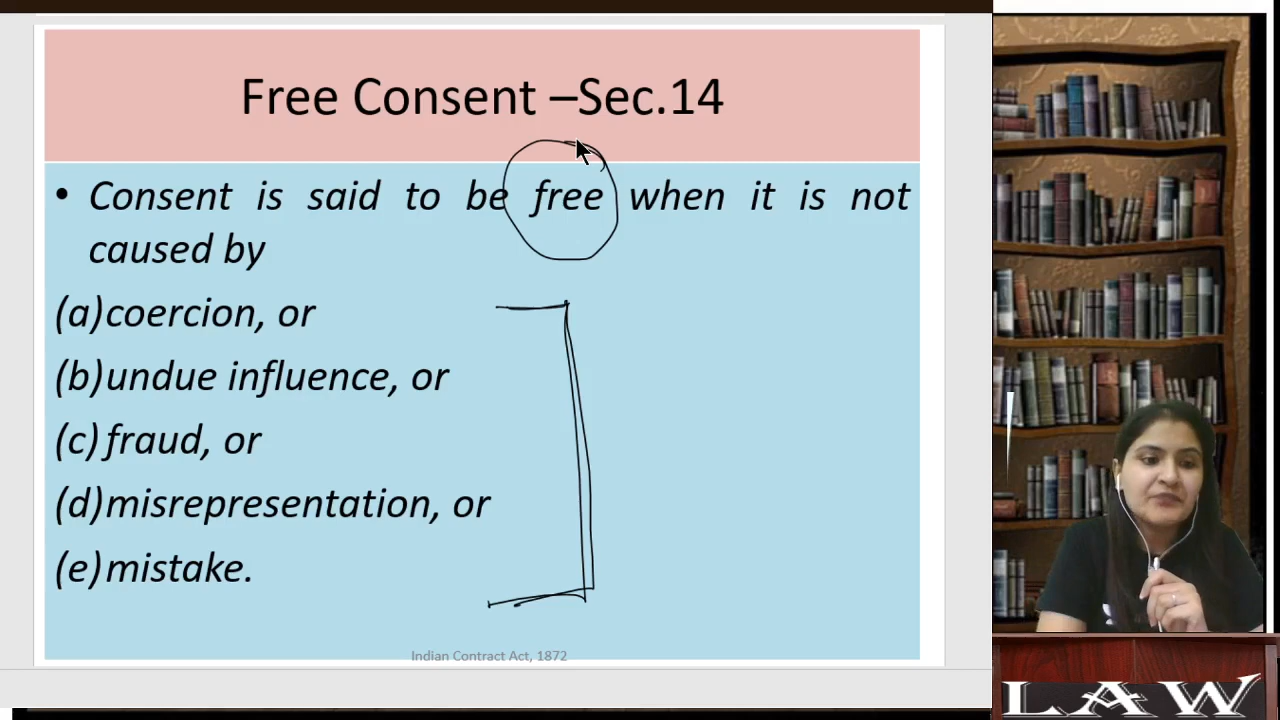 Free Consent –Sec.14
• Consent is said to be free when it is not
caused by
(a)coercion, or
(b)undue influence, or
(c)fraud, or
(d)misrepresentation, or
(e)mistake.
Indian Contract Act, 1872
LAW